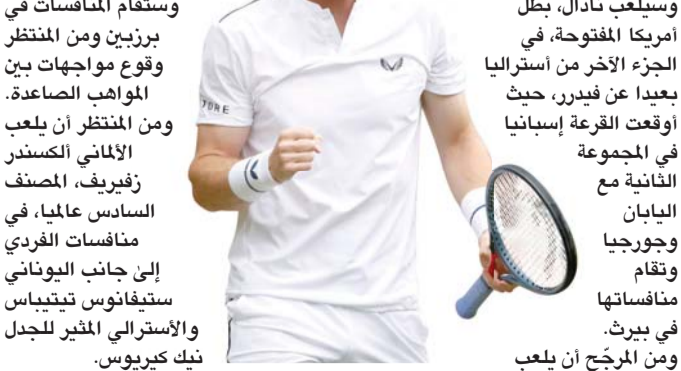 وسيلعب نادال، بطل
أمريكا المفتوحة، في
الجزء الآخر من أستراليا
بعيدا عن فيدرر، حيث
أوقعت القرعة إسبانيا
في المجموعة
الثانية مع
اليابان
وجورجيا
وتقام
منافساتها
في بيرث.
ومن المرجّح أن يلعب
وستقام المنافسات في
برزبين ومن المنتظر
وقوع مواجهات بين
المواهب الصاعدة.
ومن المنتظر أن يلعب
الألماني ألكسندر
زفيريف، المصنف
السادس عالميا، في
منافسات الفردي
إلى جانب اليوناني
ستيفانوس تيتيباس
والأسترالي المثير للجدل
نيك كيريوس.